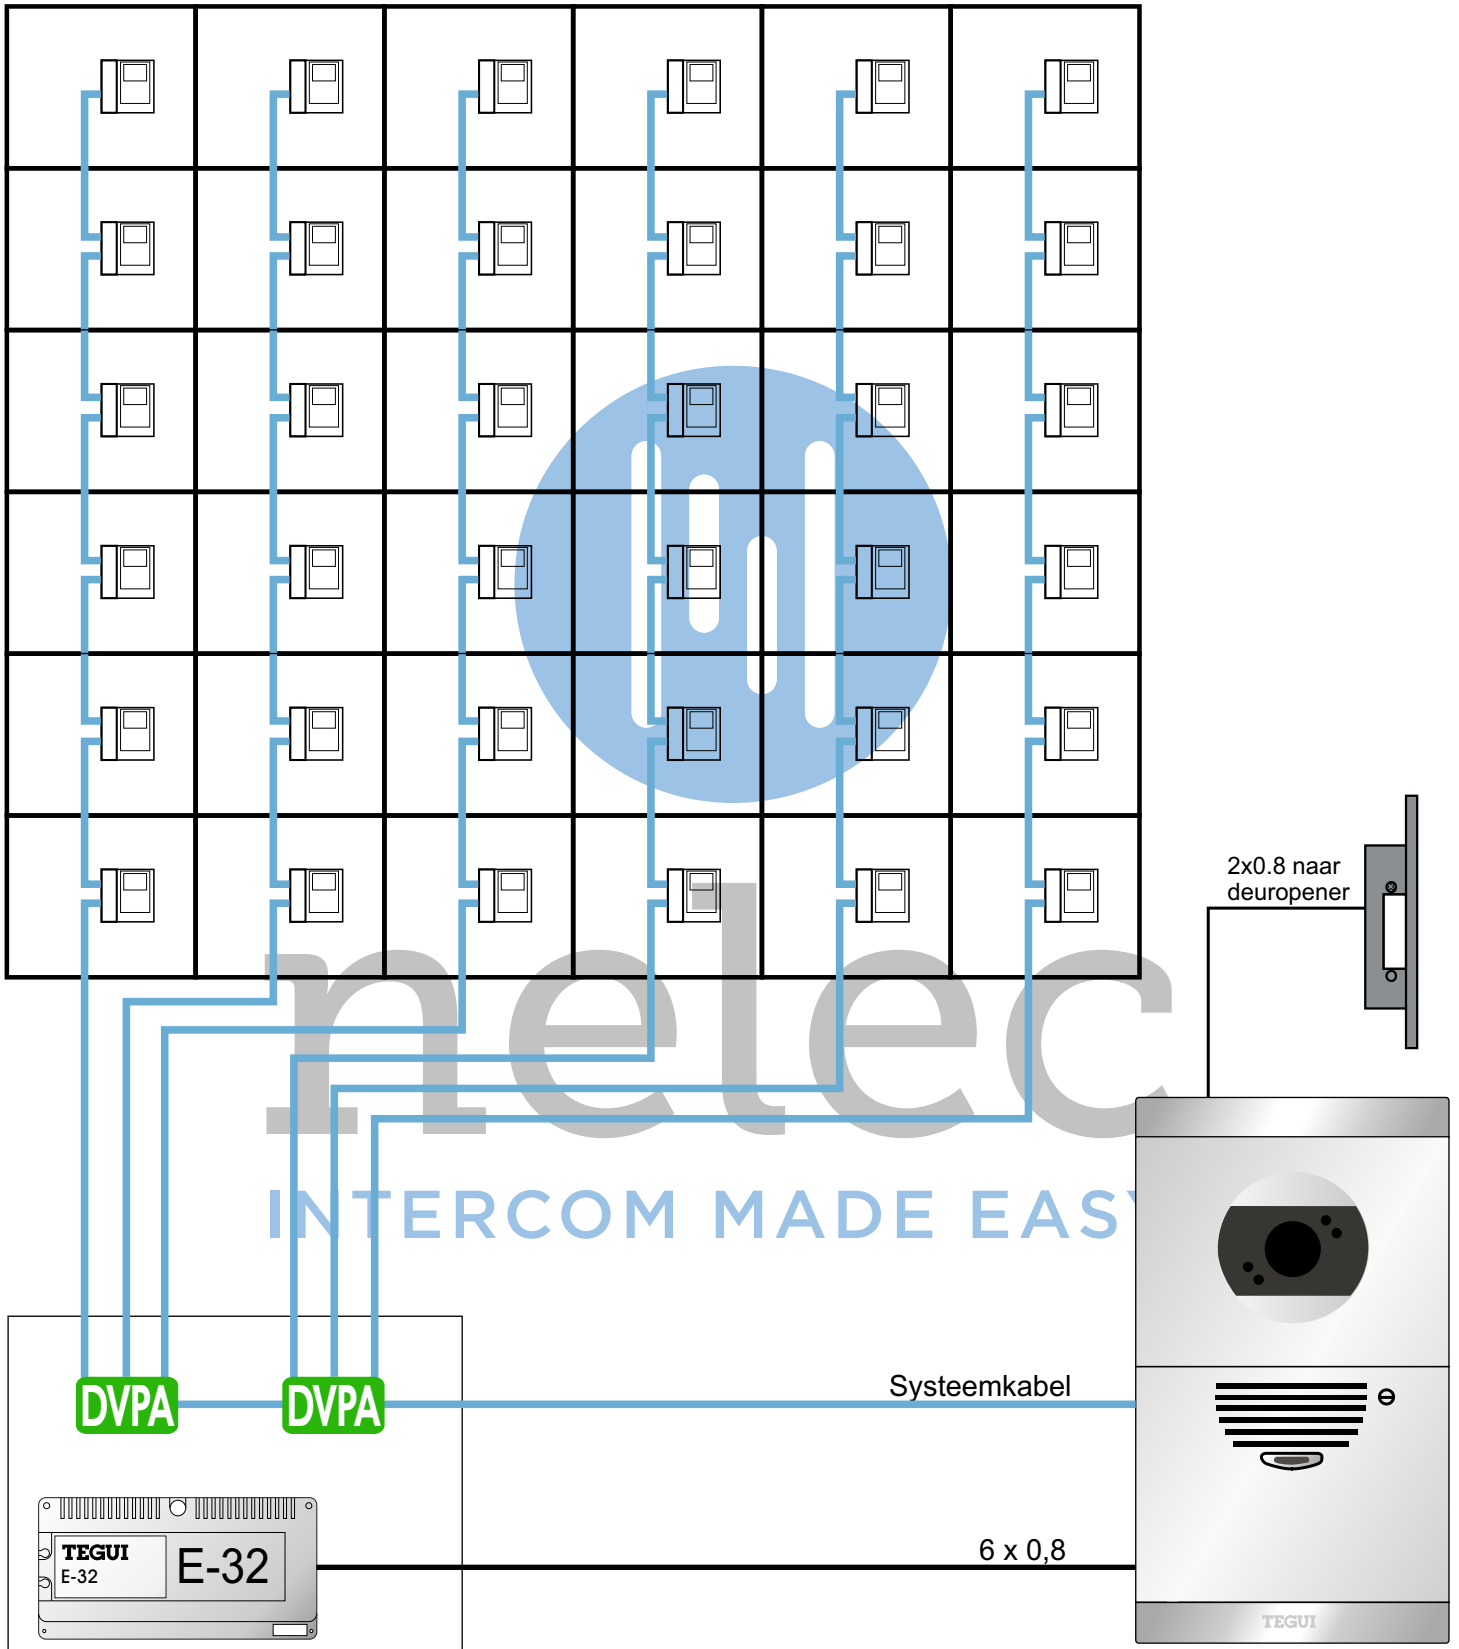 2x0.8 naar
deuropener
nelec
INTERCOM MADE EASY
Systeemkabel
DVPA
DVPA
TEGUI
E-32
E-32
6 x 0,8
TEGUI